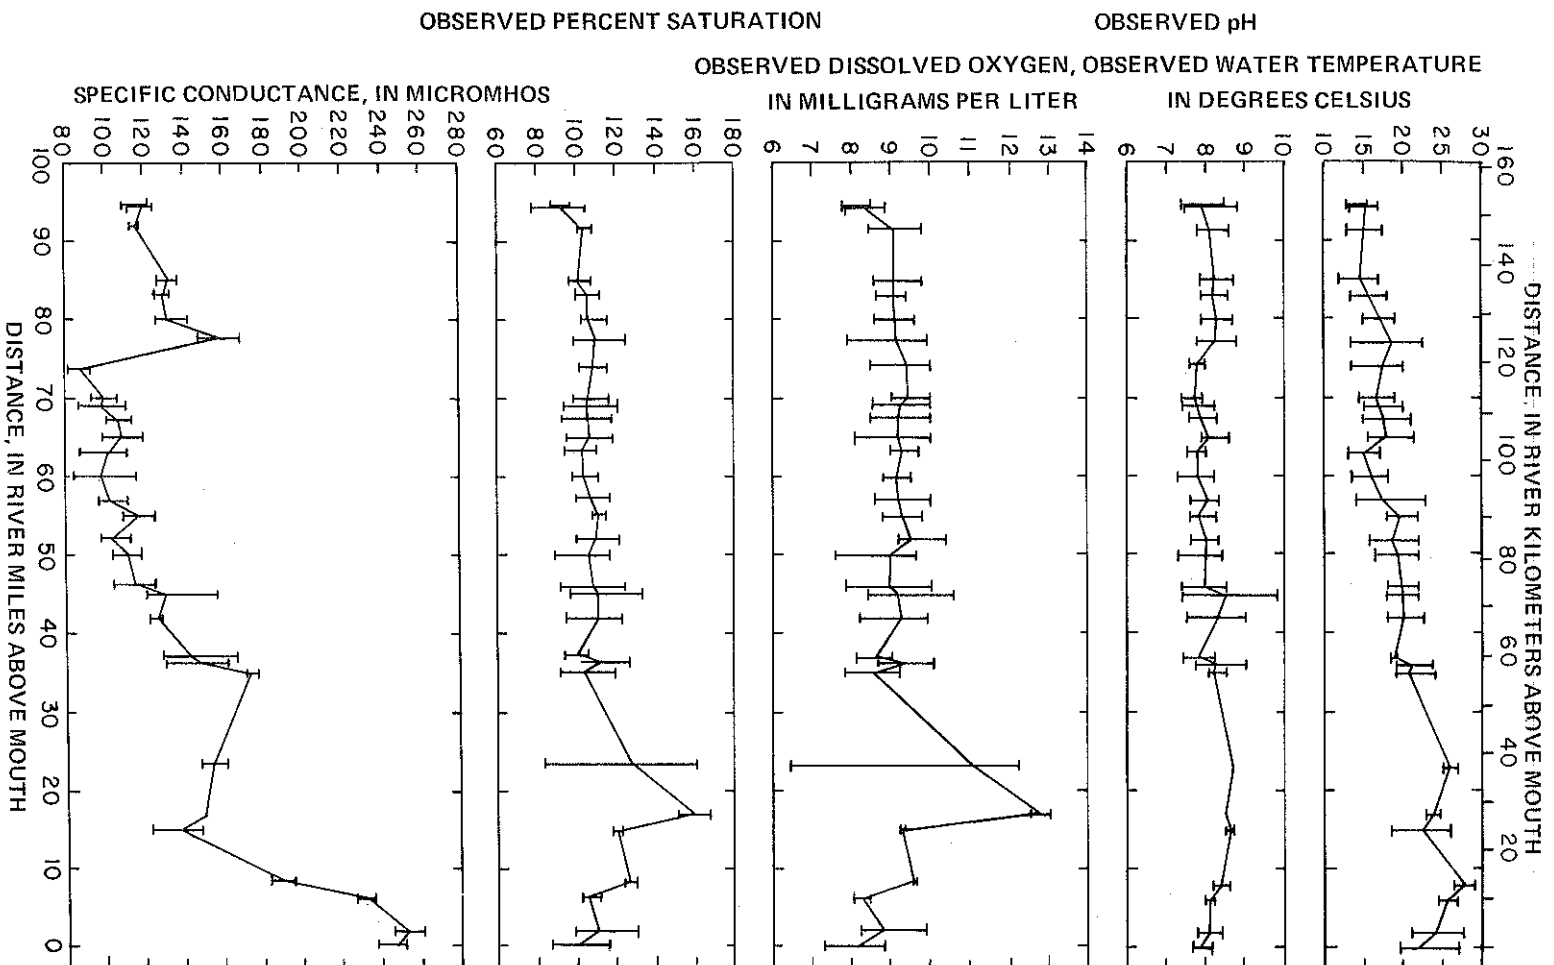 OBSERVED PERCENT SATURATION
OBSERVED pH
OBSERVED DISSOLVED OXYGEN, OBSERVED WATER TEMPERATURE
SPECIFIC CONDUCTANCE, IN MICROMHOS
IN MILLIGRAMS PER LITER
IN DEGREES CELSIUS
80 100 120 140 160 180 200 220 240 260 280
60 80 100 120 140 160 180
6 7 8 9 10 11 12 13 14
6 7 8 9 10
10 15 20 25 30
100 90 80 70 60 50 40 30 20 10 0
DISTANCE, IN RIVER MILES ABOVE MOUTH
160 140 120 100 80 60 40 20
DISTANCE, IN RIVER KILOMETERS ABOVE MOUTH